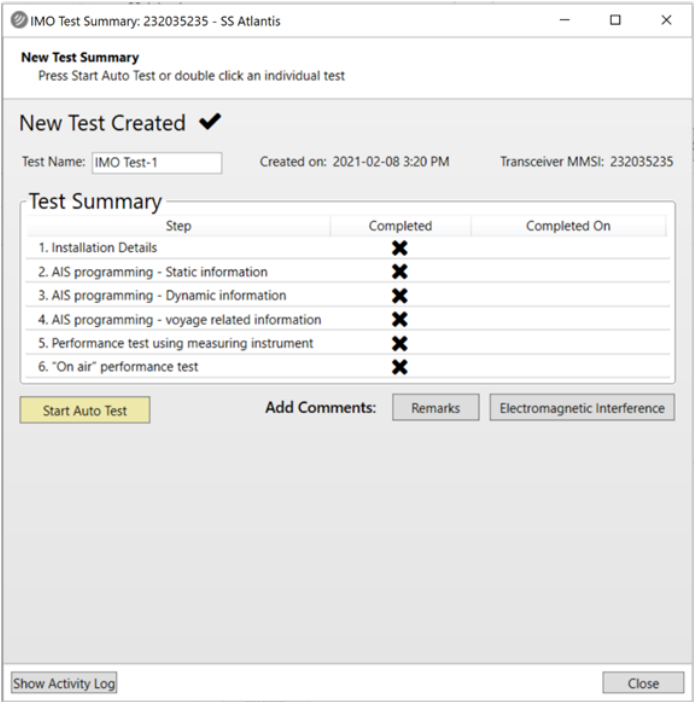 IMO Test Summary: 232035235 - SS Atlantis
New Test Summary
Press Start Auto Test or double click an individual test
New Test Created
Test Name: IMO Test-1 Created on: 2021-02-08 3:20 PM Transceiver MMSI: 232035235
Test Summary
Step Completed Completed On
1. Installation Details
2. AIS programming - Static information
3. AIS programming - Dynamic information
4. AIS programming - voyage related information
5. Performance test using measuring instrument
6. "On air" performance test
Start Auto Test Add Comments: Remarks Electromagnetic Interference
Show Activity Log Close